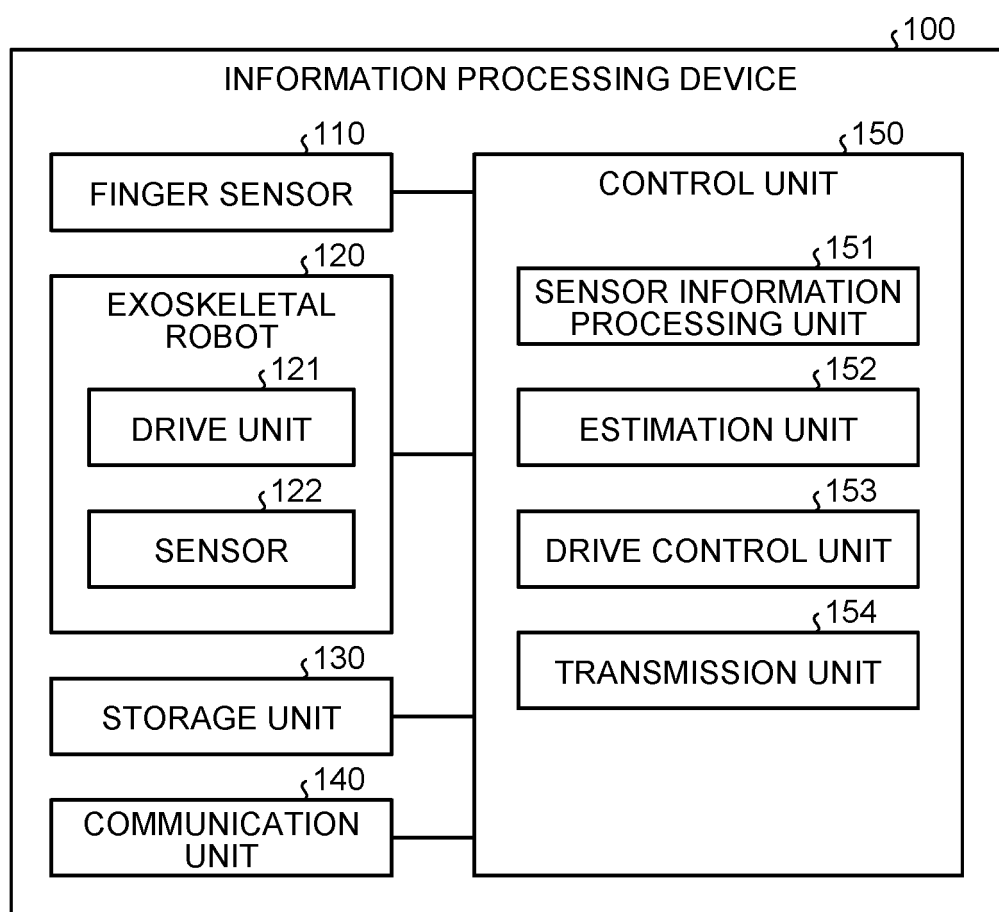 100
INFORMATION PROCESSING DEVICE
110
FINGER SENSOR
120
EXOSKELETAL
ROBOT
121
DRIVE UNIT
122
SENSOR
130
STORAGE UNIT
140
COMMUNICATION
UNIT
150
CONTROL UNIT
151
SENSOR INFORMATION
PROCESSING UNIT
152
ESTIMATION UNIT
153
DRIVE CONTROL UNIT
154
TRANSMISSION UNIT